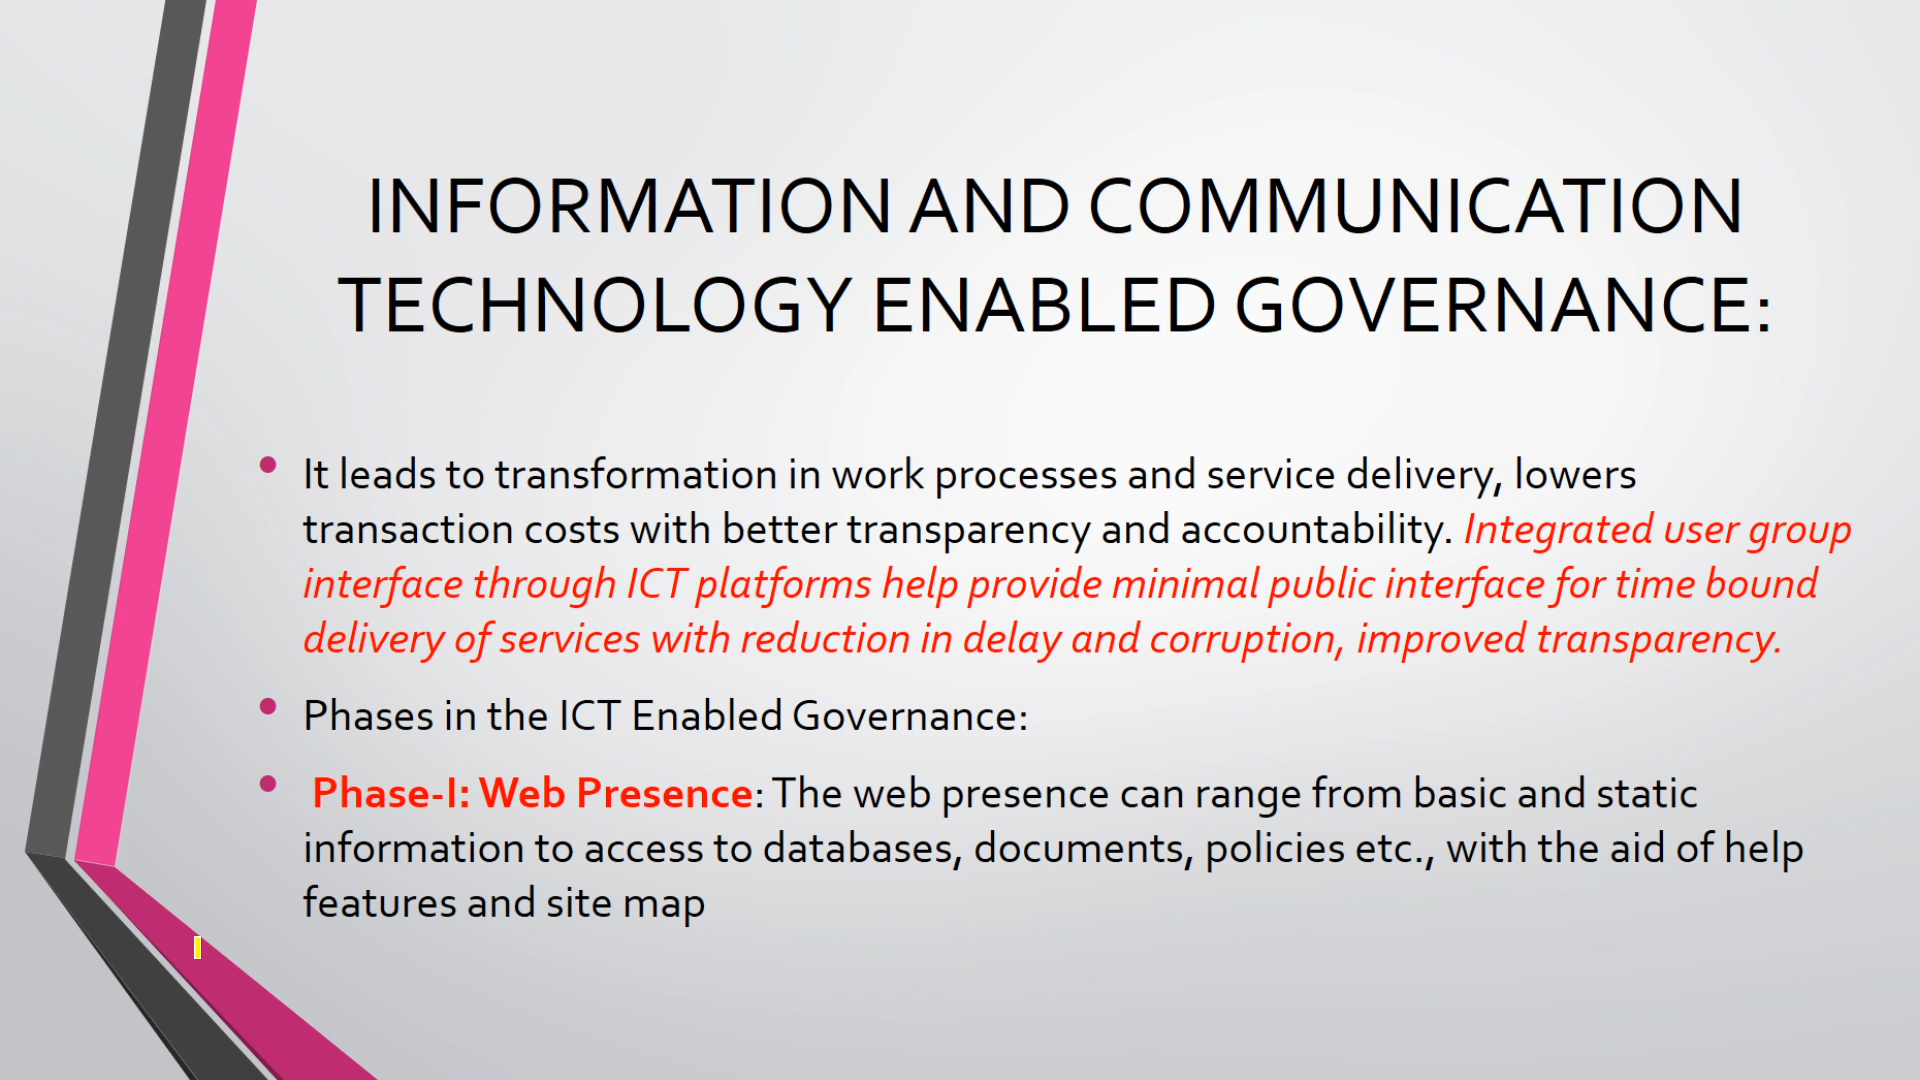 INFORMATION AND COMMUNICATION
TECHNOLOGY ENABLED GOVERNANCE:
• It leads to transformation in work processes and service delivery, lowers
transaction costs with better transparency and accountability. Integrated user group
interface through ICT platforms help provide minimal public interface for time bound
delivery of services with reduction in delay and corruption, improved transparency.
• Phases in the ICT Enabled Governance:
• Phase-I: Web Presence: The web presence can range from basic and static
information to access to databases, documents, policies etc., with the aid of help
features and site map